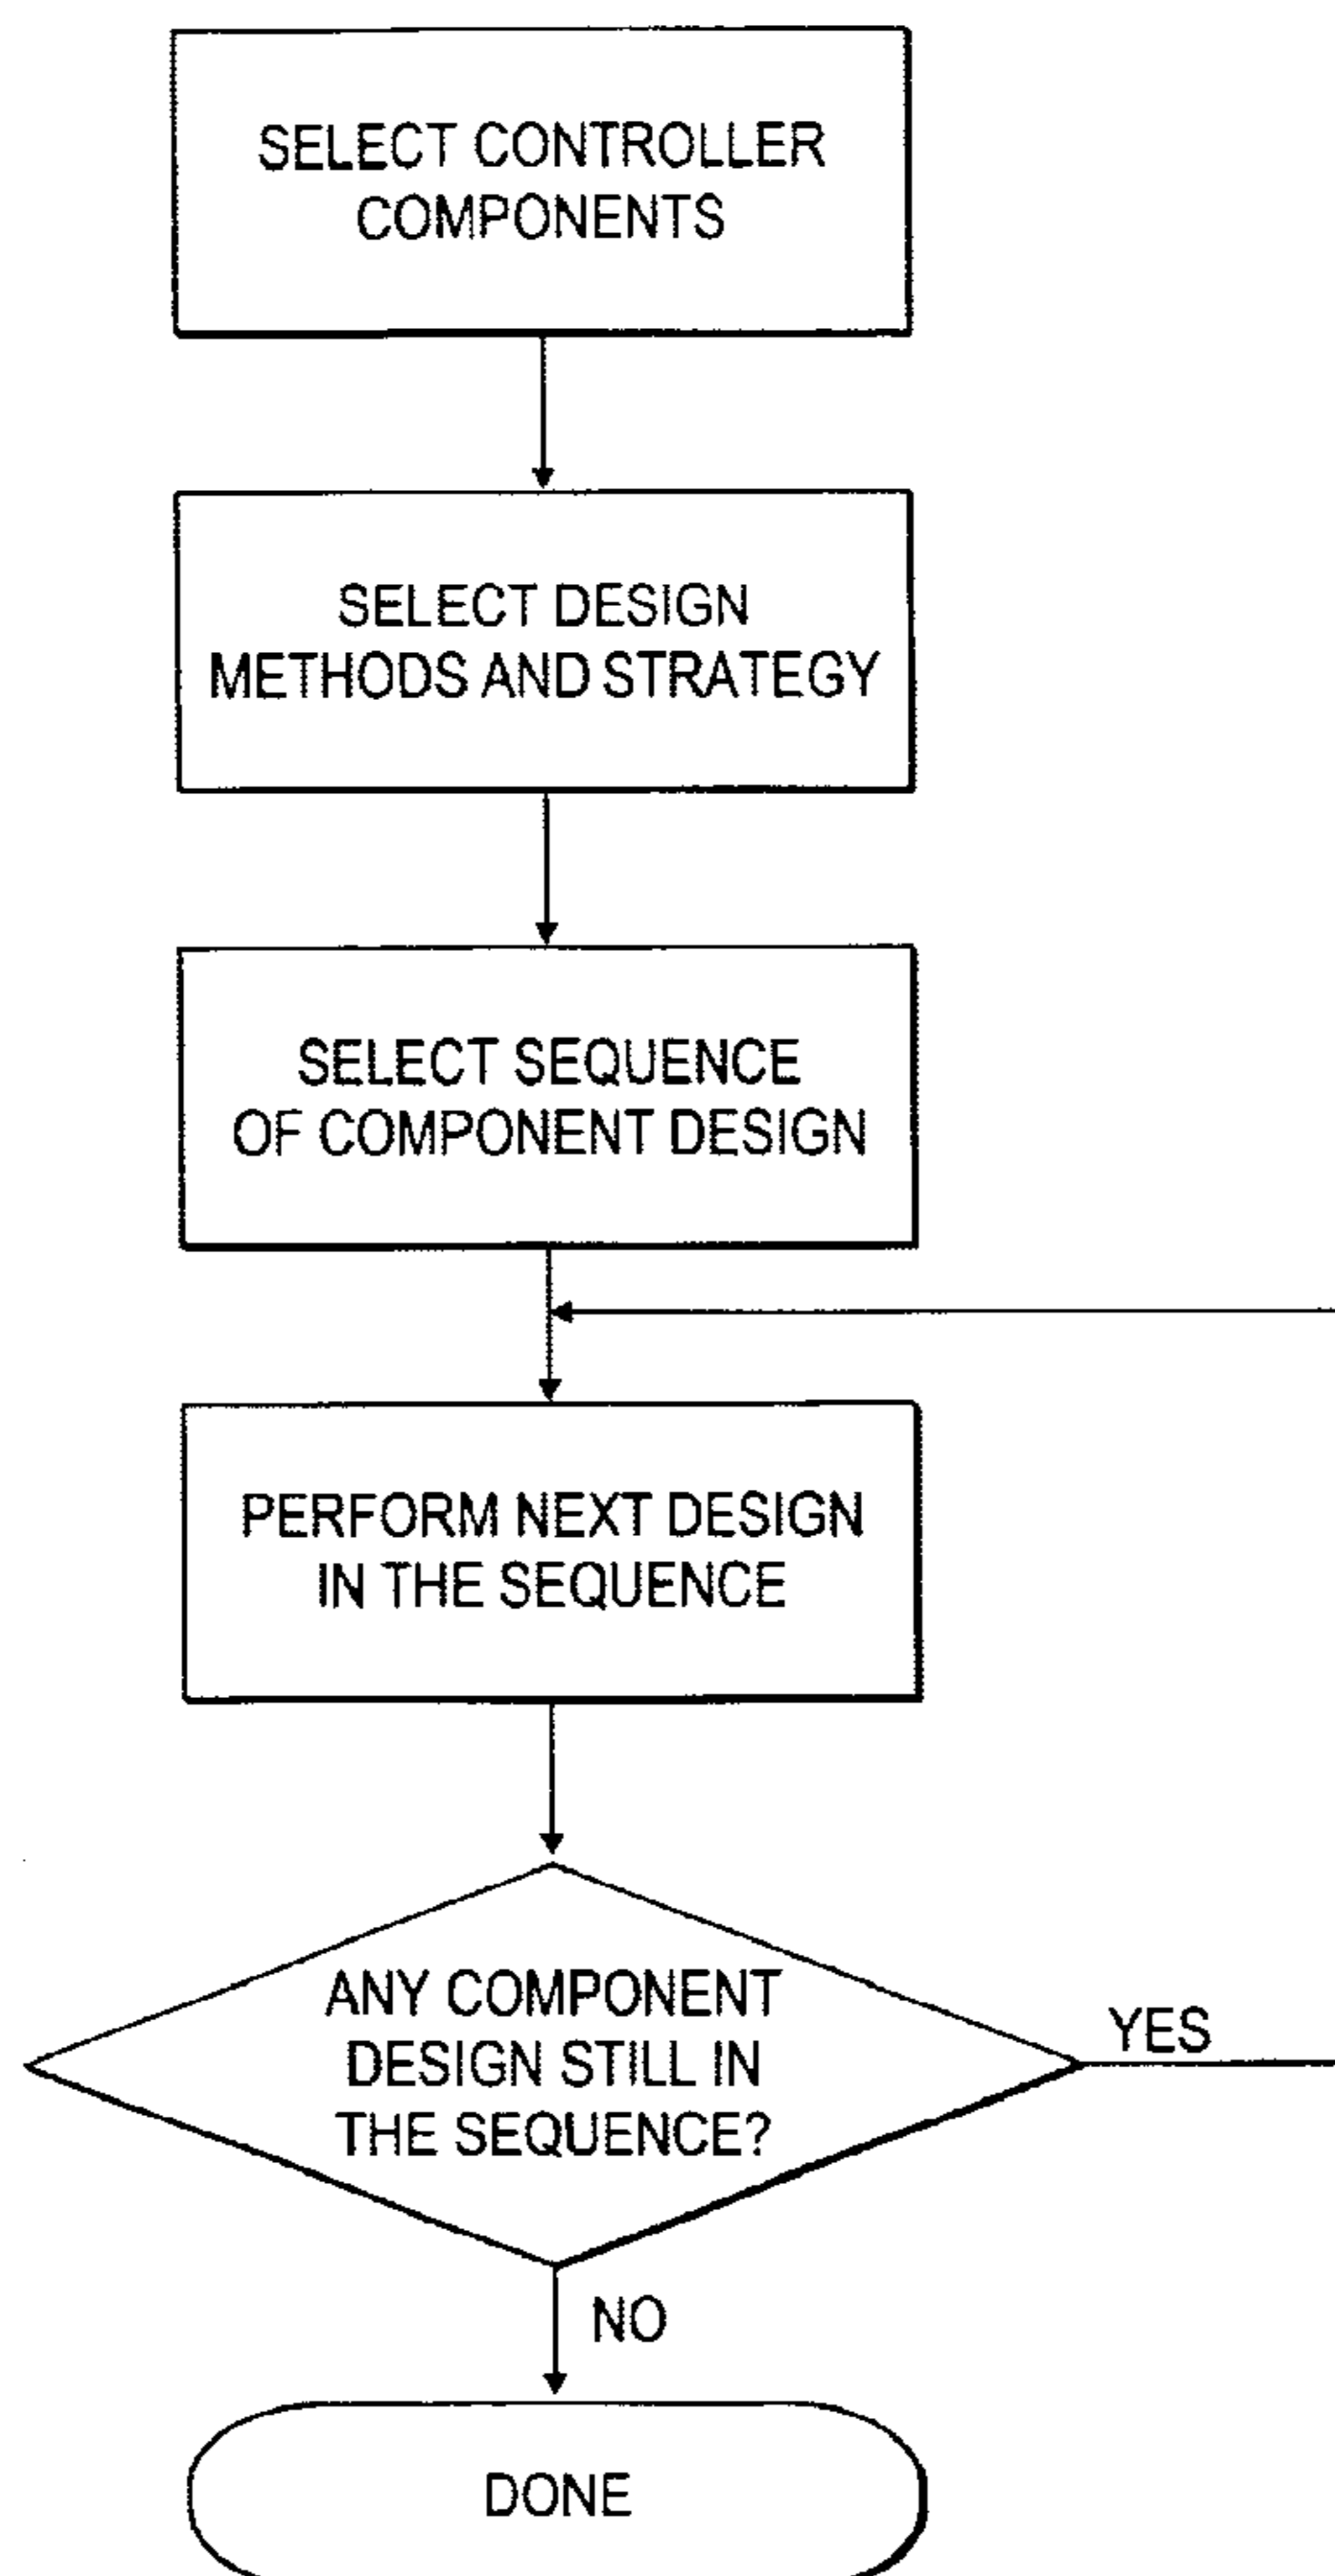 SELECT CONTROLLER
COMPONENTS
SELECT DESIGN
METHODS AND STRATEGY
SELECT SEQUENCE
OF COMPONENT DESIGN
PERFORM NEXT DESIGN
IN THE SEQUENCE
ANY COMPONENT
DESIGN STILL IN
THE SEQUENCE?
YES
NO
DONE